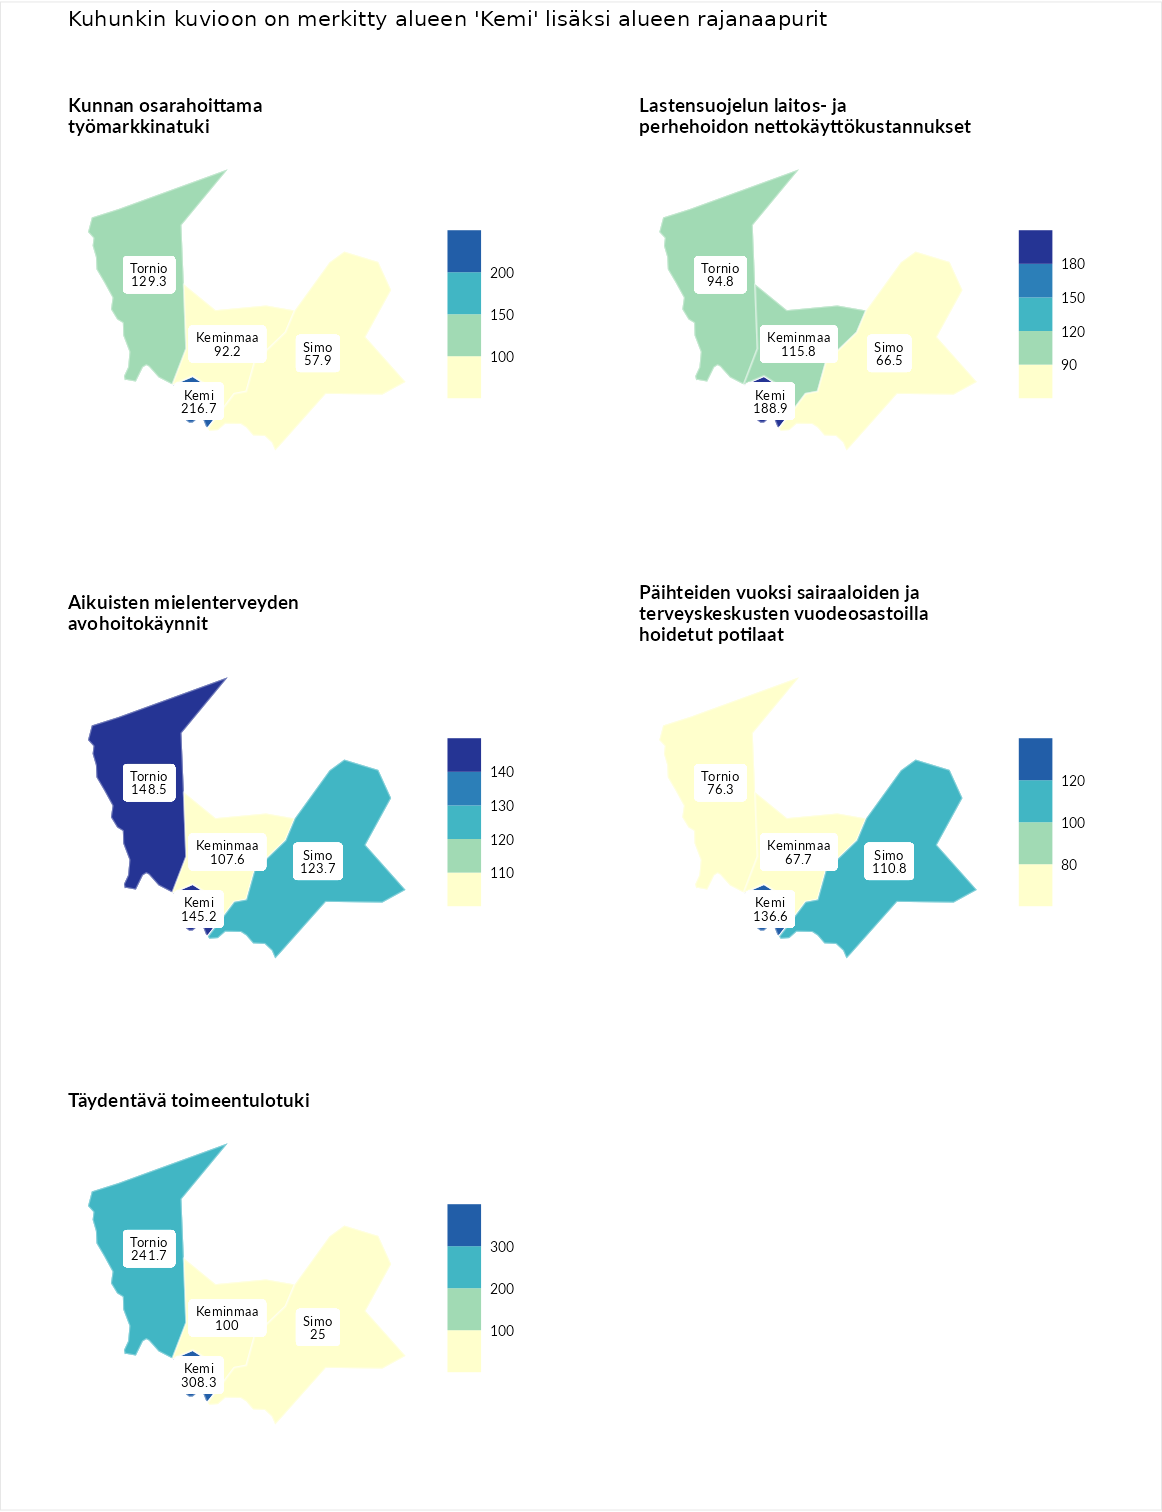 Kuhunkin kuvioon on merkitty alueen 'Kemi' lisäksi alueen rajanaapurit
Kunnan osarahoittama
työmarkkinatuki
Tornio
129.3
Keminmaa
92.2
Simo
57.9
Kemi
216.7
200
150
100
Lastensuojelun laitos- ja
perhehoidon nettokäyttökustannukset
Tornio
94.8
Keminmaa
115.8
Simo
66.5
Kemi
188.9
180
150
120
90
Aikuisten mielenterveyden
avohoitokäynnit
Tornio
148.5
Keminmaa
107.6
Simo
123.7
Kemi
145.2
140
130
120
110
Päihteiden vuoksi sairaaloiden ja
terveyskeskusten vuodeosastoilla
hoidetut potilaat
Tornio
76.3
Keminmaa
67.7
Simo
110.8
Kemi
136.6
120
100
80
Täydentävä toimeentulotuki
Tornio
241.7
Keminmaa
100
Simo
25
Kemi
308.3
300
200
100